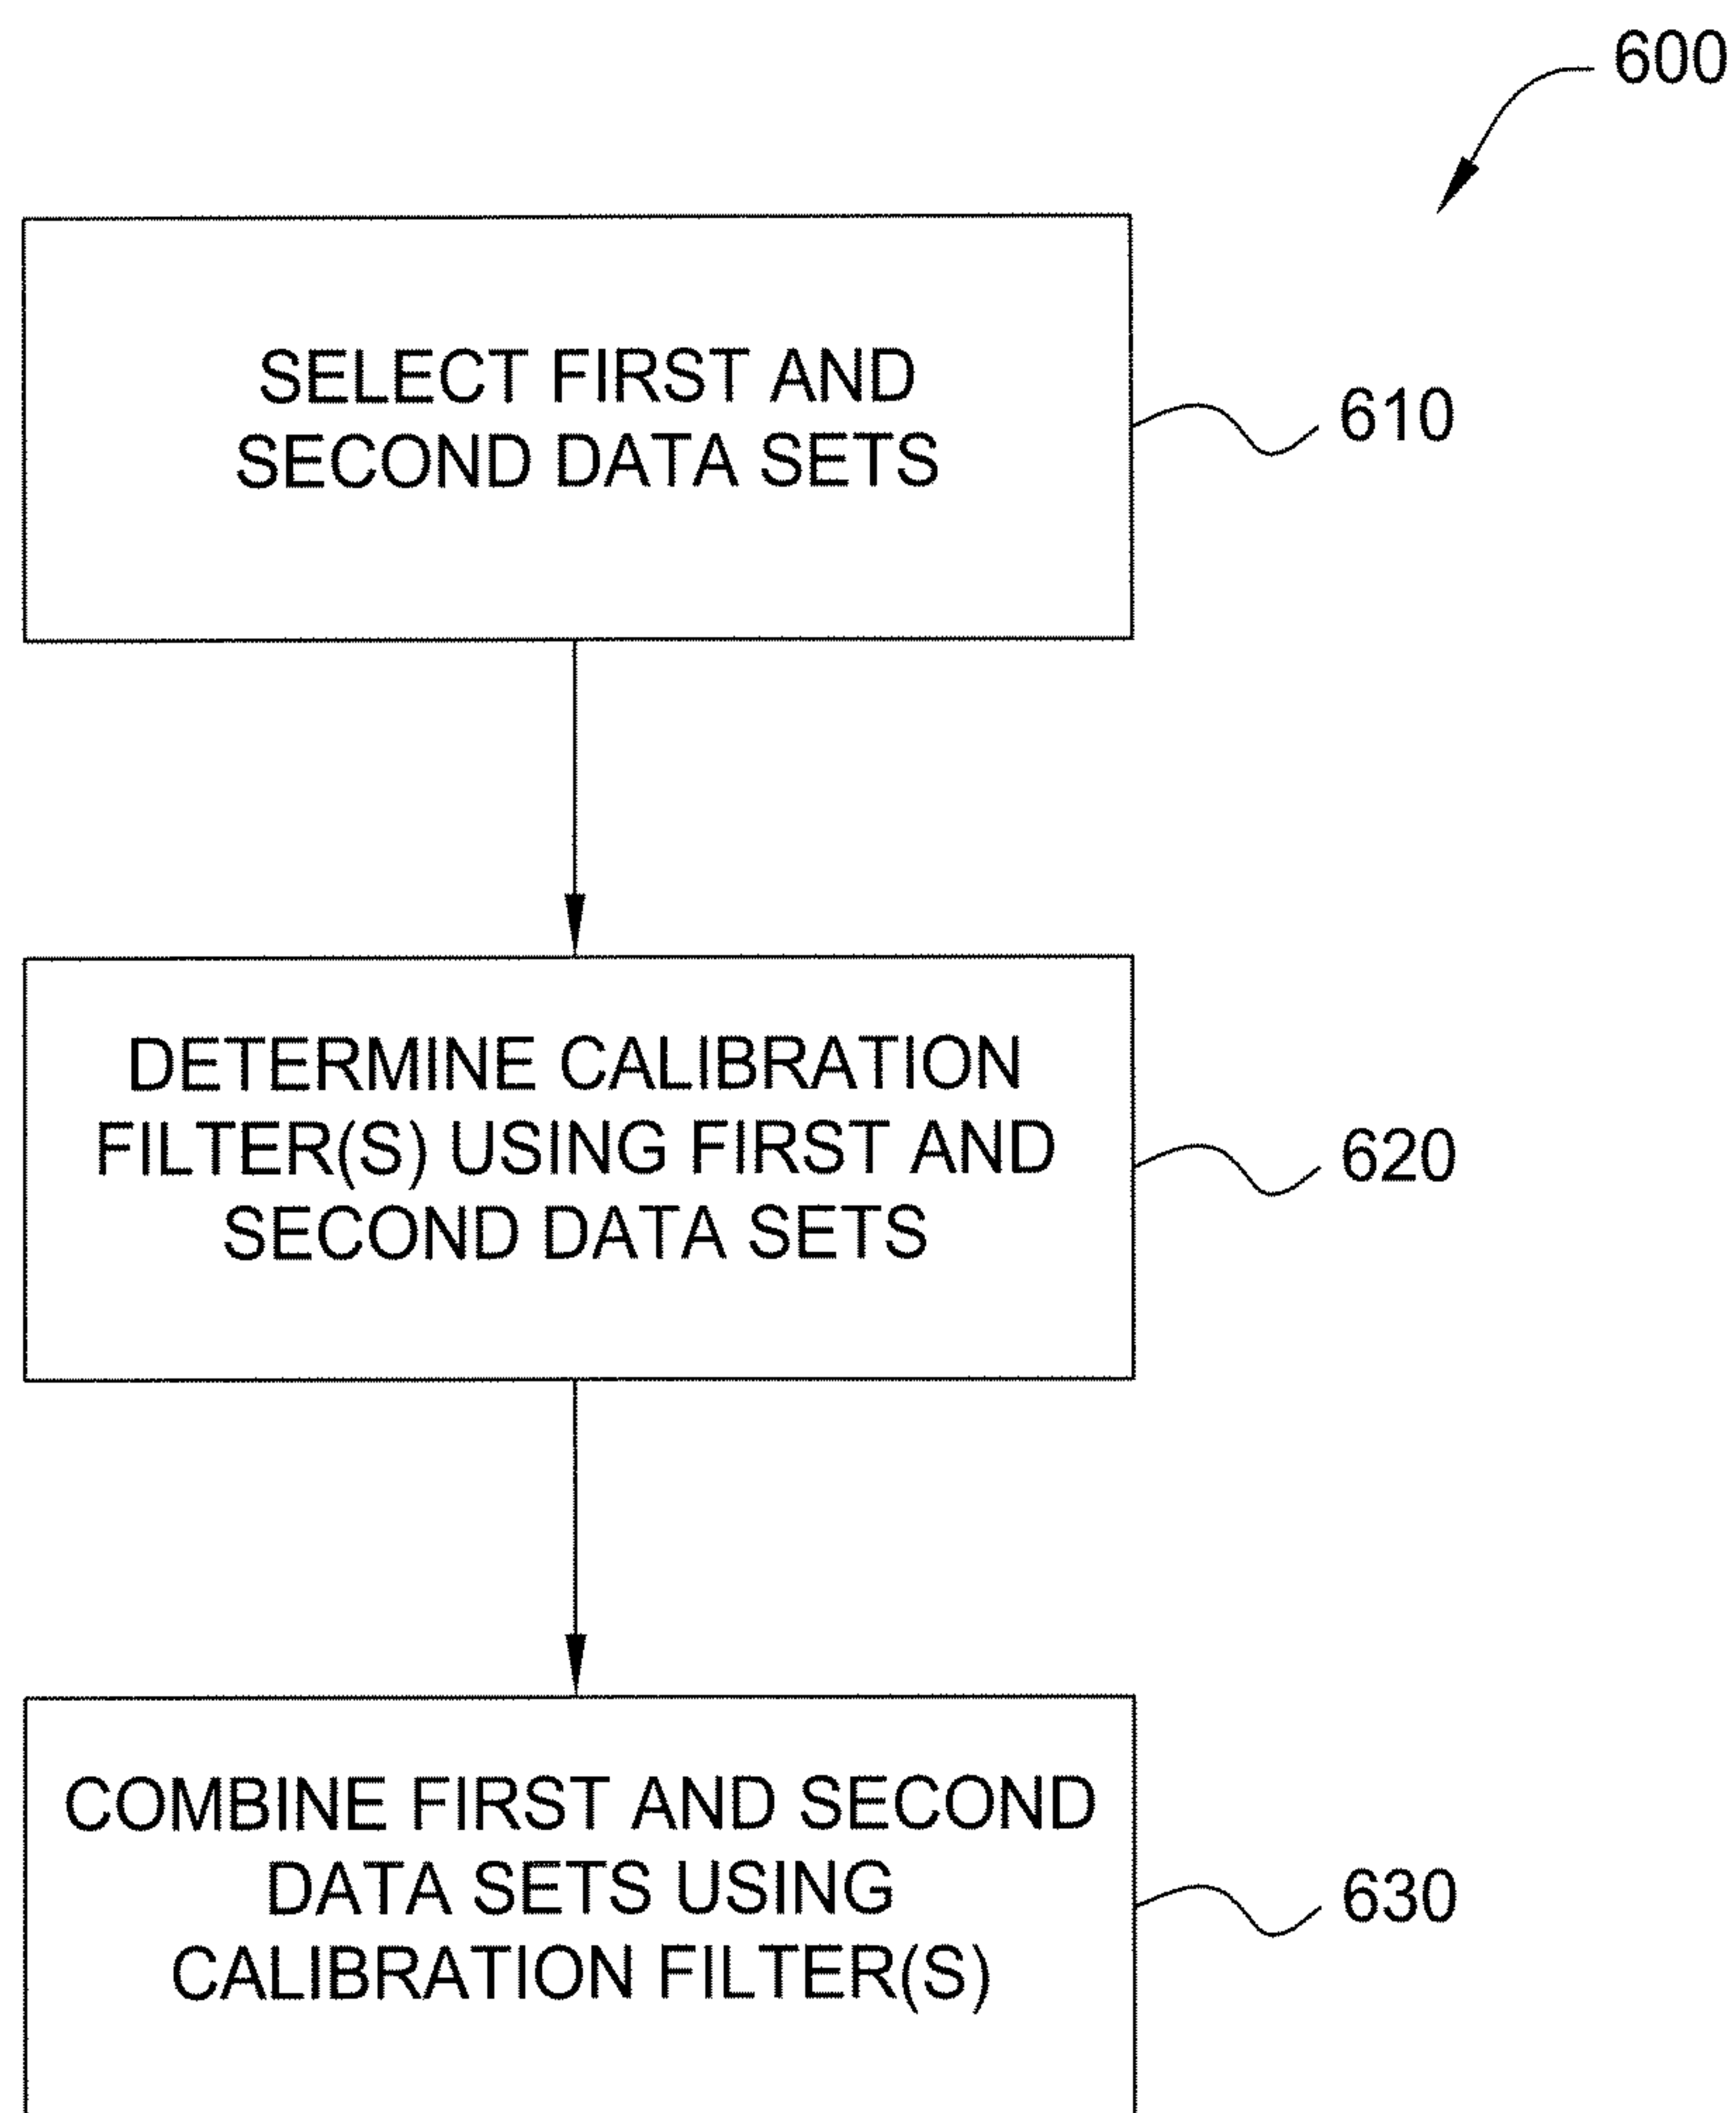 600
SELECT FIRST AND
SECOND DATA SETS
610
DETERMINE CALIBRATION
FILTER(S) USING FIRST AND
SECOND DATA SETS
620
COMBINE FIRST AND SECOND
DATA SETS USING
CALIBRATION FILTER(S)
630